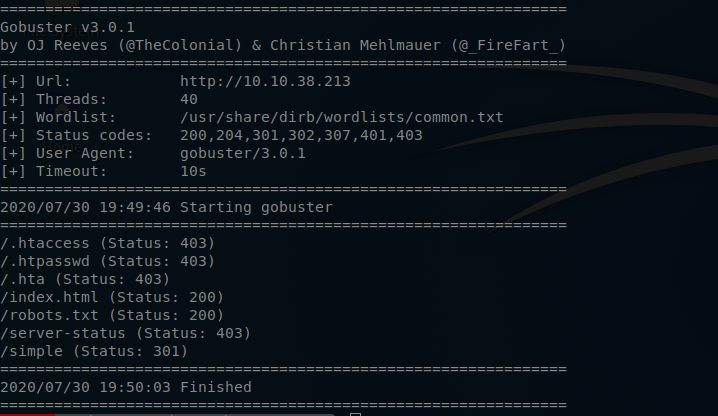 ===============================================================
Gobuster v3.0.1
by OJ Reeves (@TheColonial) & Christian Mehlmauer (@_FireFart_)
===============================================================
[+] Url:            http://10.10.38.213
[+] Threads:        40
[+] Wordlist:       /usr/share/dirb/wordlists/common.txt
[+] Status codes:   200,204,301,302,307,401,403
[+] User Agent:     gobuster/3.0.1
[+] Timeout:        10s
===============================================================
2020/07/30 19:49:46 Starting gobuster
===============================================================
/.htaccess (Status: 403)
/.htpasswd (Status: 403)
/.hta (Status: 403)
/index.html (Status: 200)
/robots.txt (Status: 200)
/server-status (Status: 403)
/simple (Status: 301)
===============================================================
2020/07/30 19:50:03 Finished
===============================================================